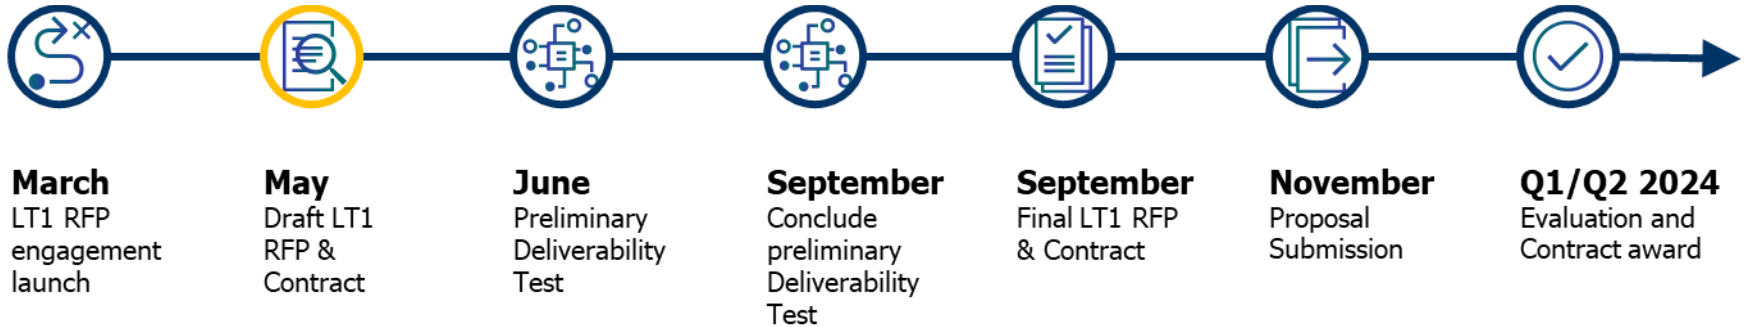 March
LT1 RFP
engagement
launch
May
Draft LT1
RFP &
Contract
June
Preliminary
Deliverability
Test
September
Conclude
preliminary
Deliverability
Test
September
Final LT1 RFP
& Contract
November
Proposal
Submission
Q1/Q2 2024
Evaluation and
Contract award